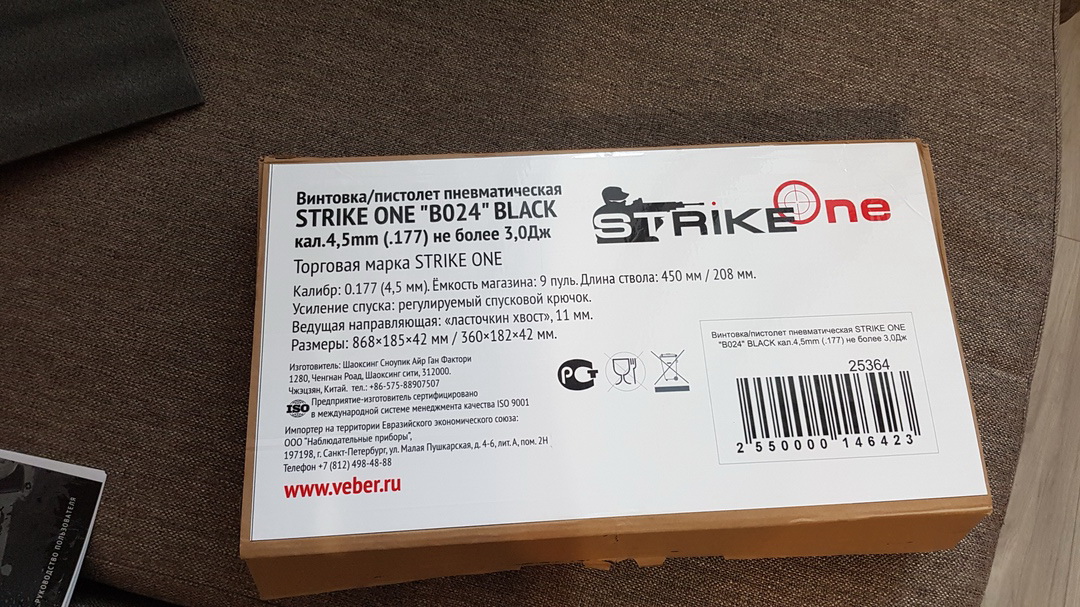 Винтовка/пистолет пневматическая
STRIKE ONE "B024" BLACK
кал.4,5mm (.177) не более 3,0Дж
STRIKE One
Торговая марка STRIKE ONE
Калибр: 0.177 (4,5 мм). Ёмкость магазина: 9 пуль. Длина ствола: 450 мм / 208 мм.
Усиление спуска: регулируемый спусковой крючок.
Ведущая направляющая: «ласточкин хвост», 11 мм.
Размеры: 868×185×42 мм / 360×182×42 мм.
Изготовитель: Шаоксинг Сноупик Айр Ган Фактори
1280, Ченгнан Роад, Шаоксинг сити, 312000.
Чжэцзян, Китай. тел.: +86-575-88907507
ISO
Предприятие-изготовитель сертифицировано
в международной системе менеджмента качества ISO 9001
Импортер на территории Евразийского экономического союза:
ООО "Наблюдательные приборы",
197198, г. Санкт-Петербург, ул. Малая Пушкарская, д. 4-6, лит. А, пом. 2Н
Телефон +7 (812) 498-48-88
www.veber.ru
РСТ
Винтовка/пистолет пневматическая STRIKE ONE
"B024" BLACK кал.4,5mm (.177) не более 3,0Дж
25364
2 550000 146423
РУКОВОДСТВО ПОЛЬЗОВАТЕЛЯ